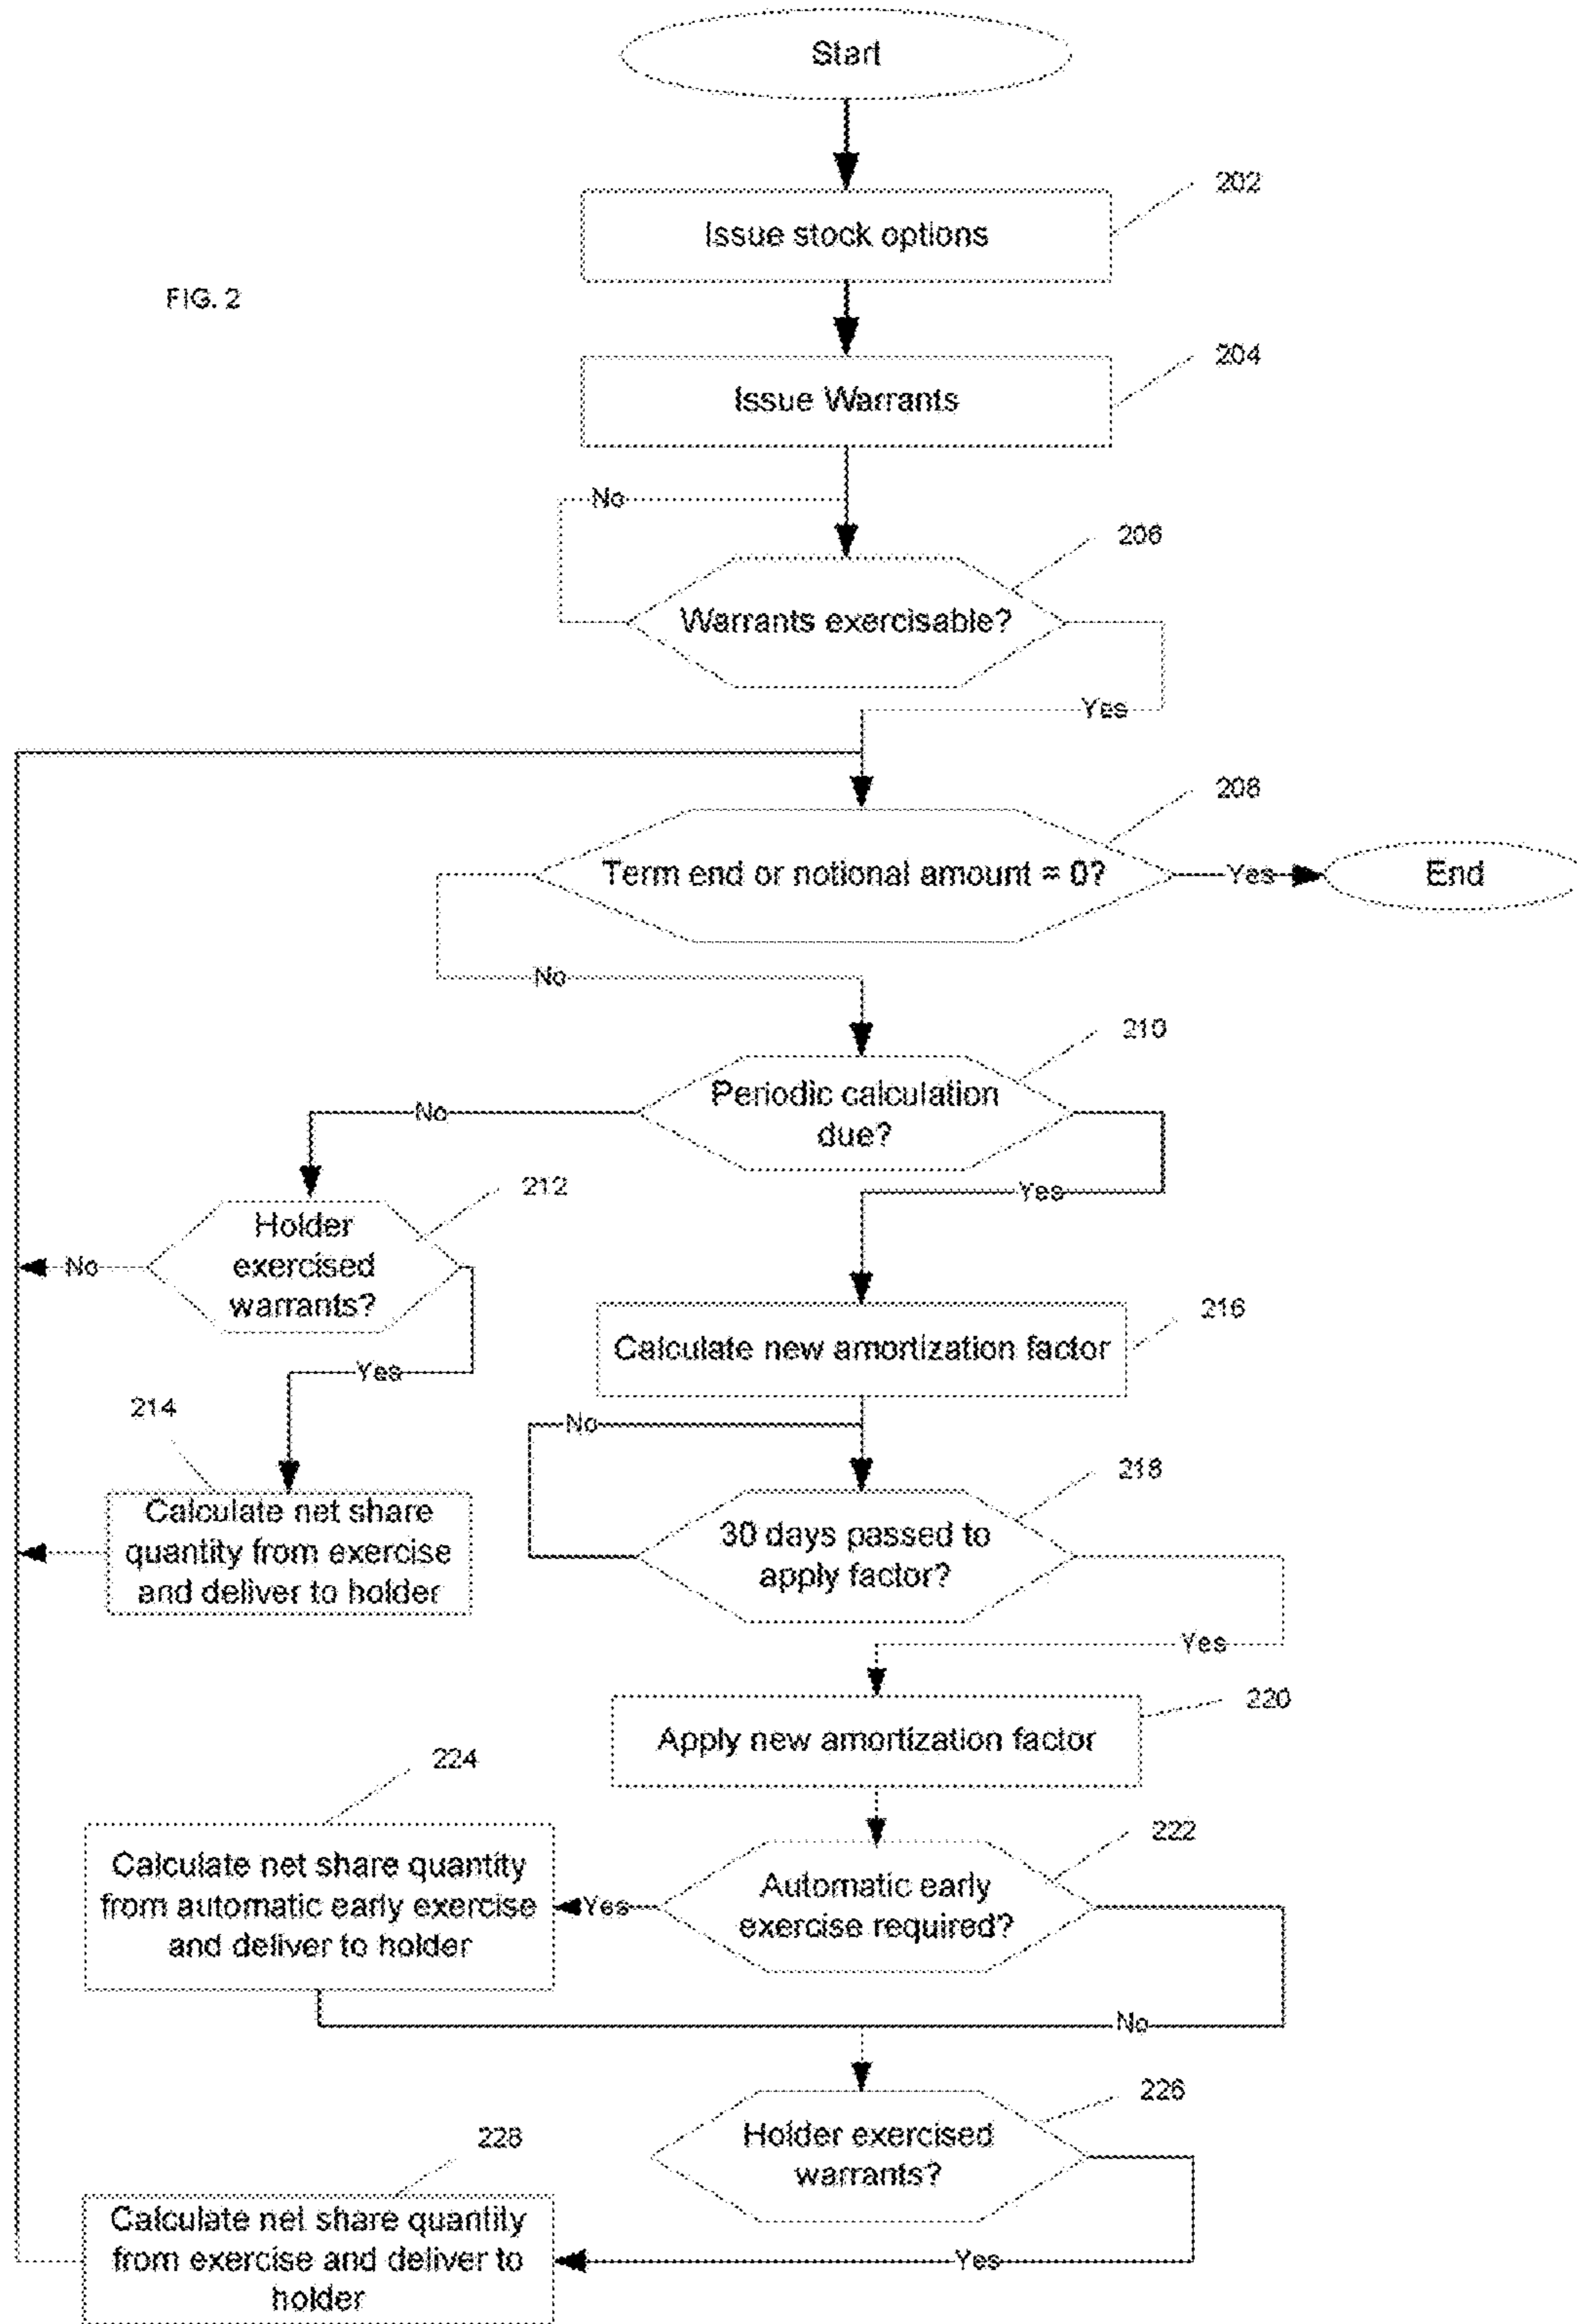 Start
202
Issue stock options
FIG. 2
204
Issue Warrants
No
206
Warrants exercisable?
Yes
208
Term end or notional amount = 0?
Yes
End
No
210
Periodic calculation
due?
No
Yes
212
Holder
exercised
warrants?
No
Yes
216
Calculate new amortization factor
214
Calculate net share
quantity from exercise
and deliver to holder
No
218
30 days passed to
apply factor?
Yes
220
Apply new amortization factor
224
Calculate net share quantity
from automatic early exercise
and deliver to holder
222
Automatic early
exercise required?
Yes
No
226
Holder exercised
warrants?
228
Calculate net share quantity
from exercise and deliver to
holder
Yes